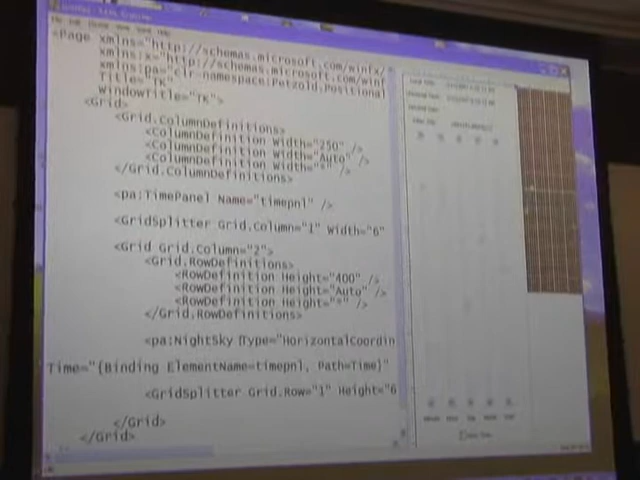 <Page xmlns="http://schemas.microsoft.com/winfx/
xmlns:x="http://schemas.microsoft.com/winf
xmlns:pa="clr-namespace:Petzold.Positional
Title="TK"
WindowTitle="TK">
<Grid>
<Grid.ColumnDefinitions>
<ColumnDefinition Width="250" />
<ColumnDefinition Width="Auto" />
<ColumnDefinition Width="*" />
</Grid.ColumnDefinitions>
<pa:TimePanel Name="timepnl" />
<GridSplitter Grid.Column="1" Width="6"
<Grid Grid.Column="2">
<Grid.RowDefinitions>
<RowDefinition Height="400" />
<RowDefinition Height="Auto" />
<RowDefinition Height="*" />
</Grid.RowDefinitions>
<pa:NightSky Type="HorizontalCoordin
Time="{Binding ElementName=timepnl, Path=Time}"
<GridSplitter Grid.Row="1" Height="6
</Grid>
</Grid>